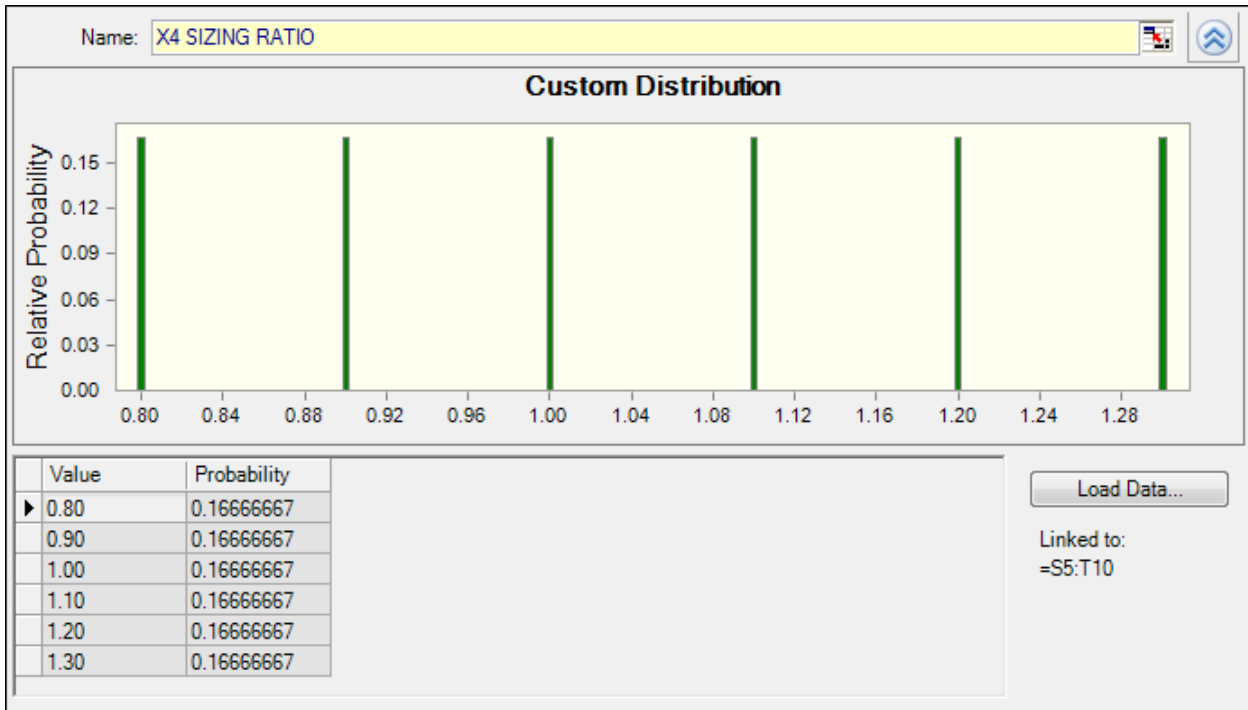 Name: X4 SIZING RATIO
Custom Distribution
Relative Probability
0.15
0.12
0.09
0.06
0.03
0.00
0.80 0.84 0.88 0.92 0.96 1.00 1.04 1.08 1.12 1.16 1.20 1.24 1.28
Value Probability
0.80 0.16666667
0.90 0.16666667
1.00 0.16666667
1.10 0.16666667
1.20 0.16666667
1.30 0.16666667
Load Data...
Linked to:
=S5:T10